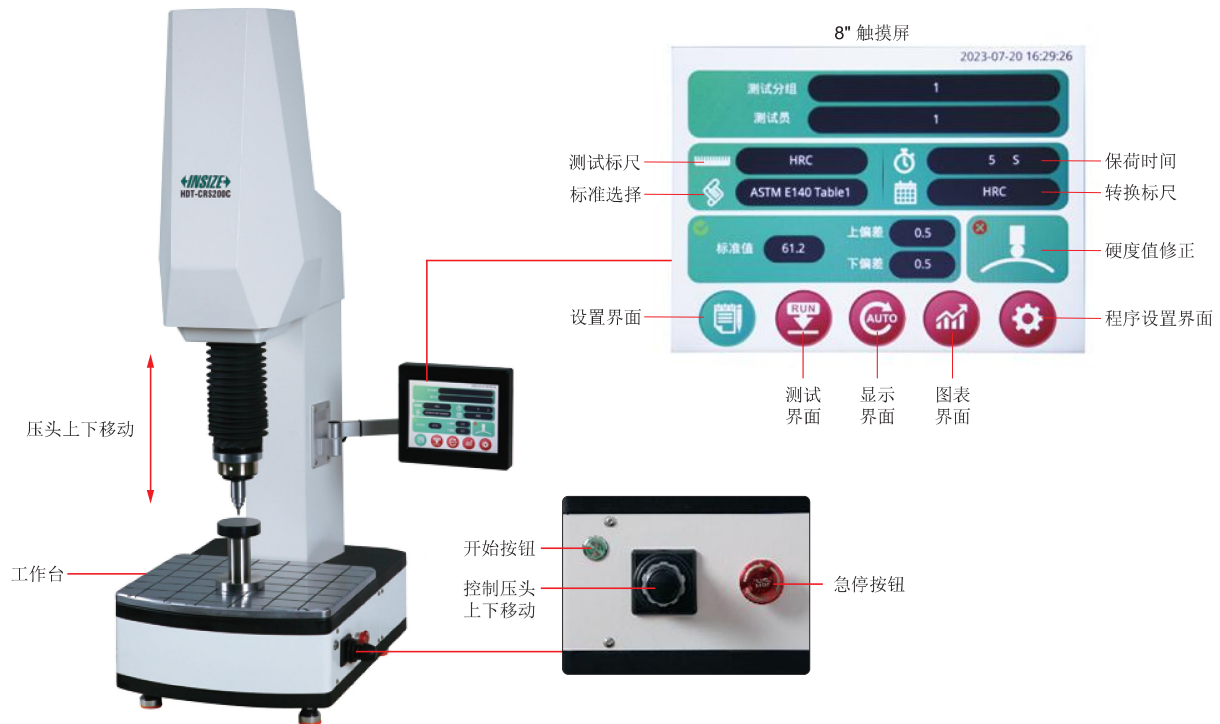 8" 触摸屏
2023-07-20 16:29:26
测试分组 1
测试员 1
测试标尺
HRC
5 S
保荷时间
标准选择
ASTM E140 Table1
HRC
转换标尺
标准值 61.2
上偏差 0.5
下偏差 0.5
硬度值修正
设置界面
RUN
AUTO
程序设置界面
测试
界面
显示
界面
图表
界面
INSIZE
HDT-CRS200C
压头上下移动
工作台
开始按钮
控制压头
上下移动
急停按钮